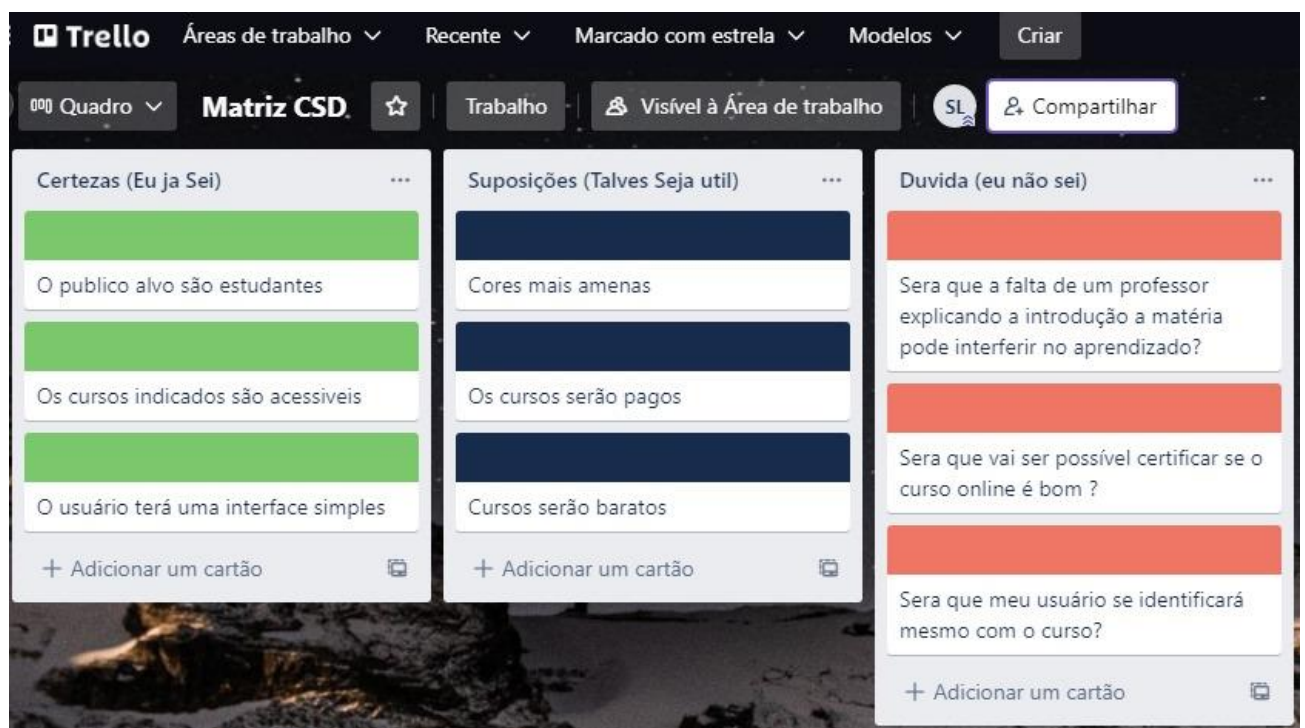 Trello Áreas de trabalho Recente Marcado com estrela Modelos Criar
Quadro Matriz CSD. Trabalho Visível à Área de trabalho SL Compartilhar
Certezas (Eu ja Sei)
O publico alvo são estudantes
Os cursos indicados são acessiveis
O usuário terá uma interface simples
+ Adicionar um cartão
Suposições (Talves Seja util)
Cores mais amenas
Os cursos serão pagos
Cursos serão baratos
+ Adicionar um cartão
Duvida (eu não sei)
Sera que a falta de um professor
explicando a introdução a matéria
pode interferir no aprendizado?
Sera que vai ser possível certificar se o
curso online é bom ?
Sera que meu usuário se identificará
mesmo com o curso?
+ Adicionar um cartão